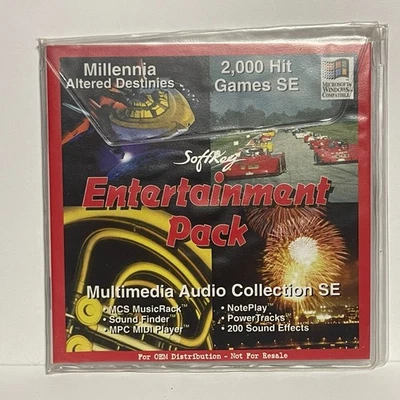 Millennia
Altered Destinies
2,000 Hit
Games SE
MICROSOFT®
WINDOWS™
COMPATIBLE
SoftKey
Entertainment
Pack
Multimedia Audio Collection SE
• MCS MusicRack™
• Sound Finder™
• MPC MIDI Player™
• NotePlay™
• PowerTracks™
• 200 Sound Effects
For OEM Distribution - Not For Resale